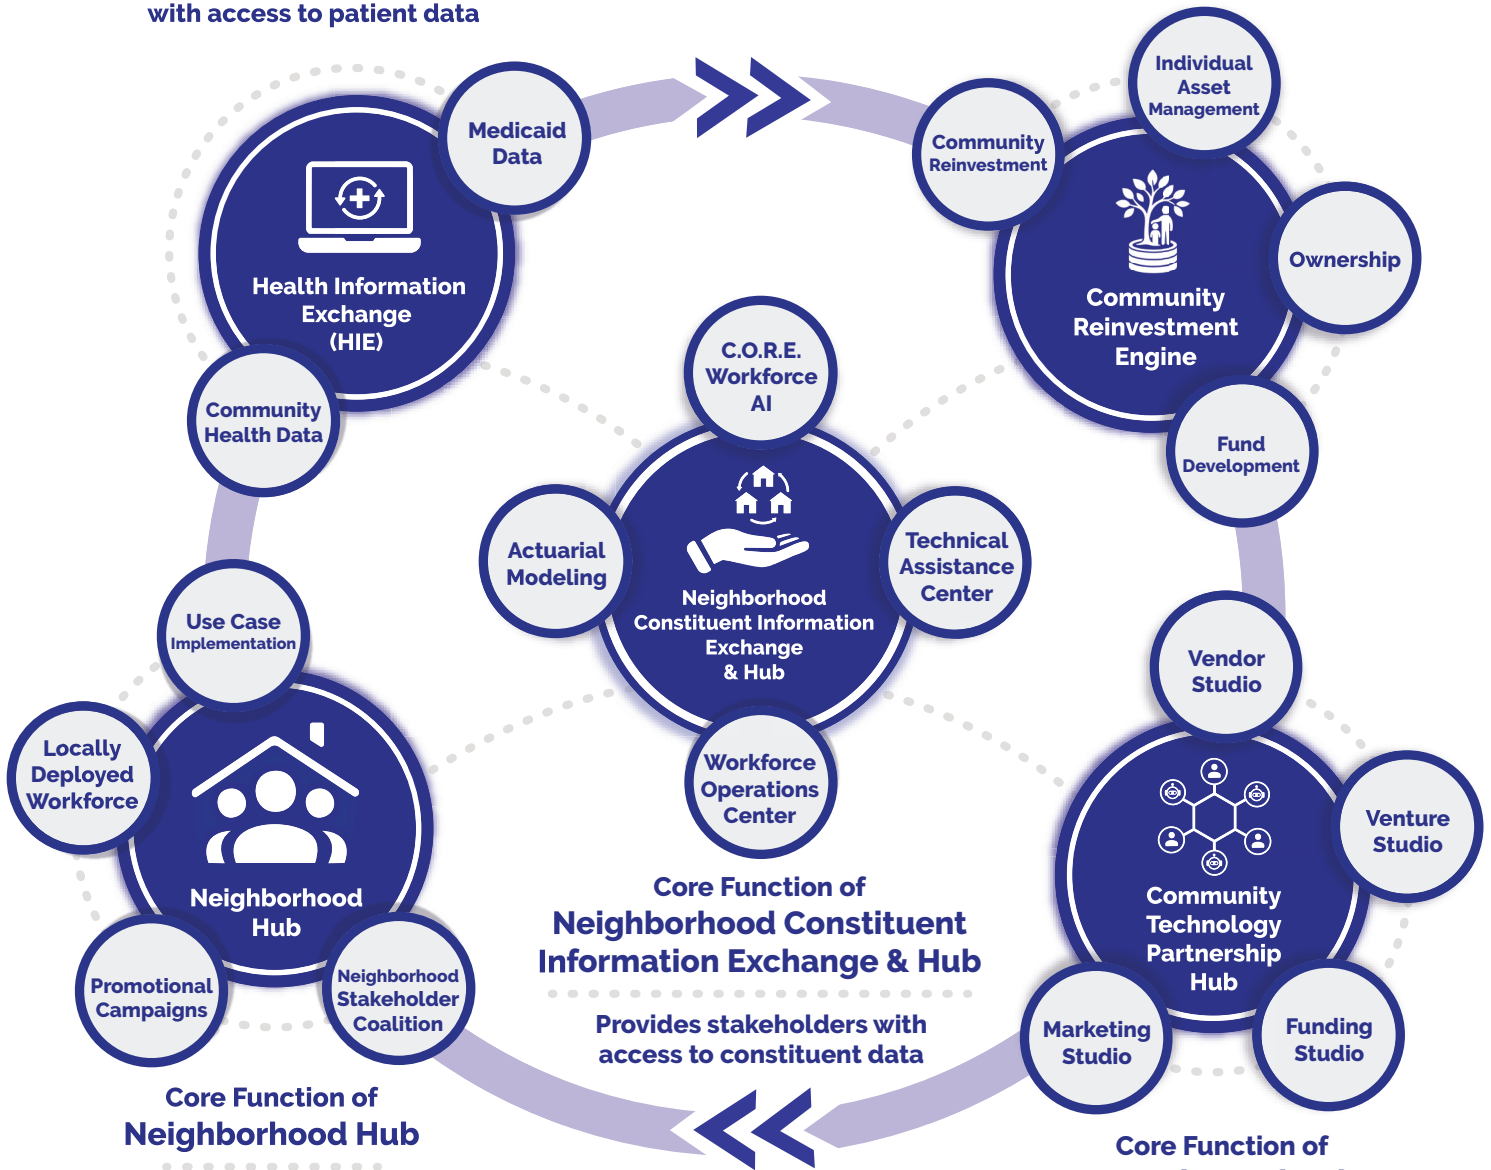 with access to patient data
Medicaid
Data
Health Information
Exchange
(HIE)
Community
Health Data
Individual
Asset
Management
Community
Reinvestment
Ownership
Community
Reinvestment
Engine
Fund
Development
C.O.R.E.
Workforce
AI
Actuarial
Modeling
Technical
Assistance
Center
Neighborhood
Constituent Information
Exchange
& Hub
Workforce
Operations
Center
Use Case
Implementation
Locally
Deployed
Workforce
Neighborhood
Hub
Promotional
Campaigns
Neighborhood
Stakeholder
Coalition
Vendor
Studio
Venture
Studio
Community
Technology
Partnership
Hub
Marketing
Studio
Funding
Studio
Core Function of
Neighborhood Constituent
Information Exchange & Hub
Provides stakeholders with
access to constituent data
Core Function of
Neighborhood Hub
Core Function of